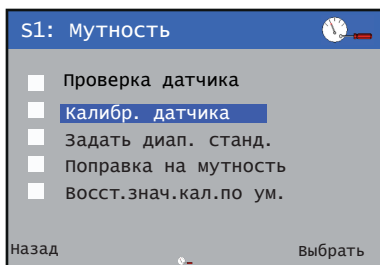 S1: Мутность
Проверка датчика
Калибр. датчика
Задать диап. станд.
Поправка на мутность
Восст.знач.кал.по ум.
Назад
Выбрать